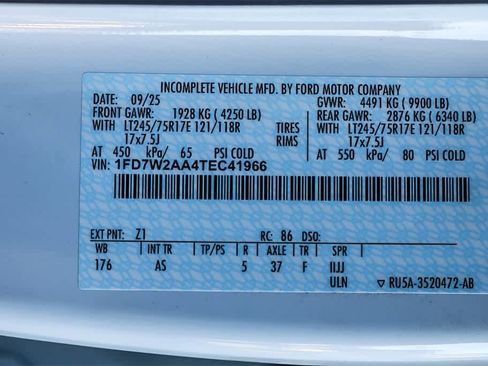 INCOMPLETE VEHICLE MFD. BY FORD MOTOR COMPANY
DATE: 09/25 GVWR: 4491 KG ( 9900 LB)
FRONT GAWR: 1928 KG ( 4250 LB) REAR GAWR: 2876 KG ( 6340 LB)
WITH LT245/75R17E 121/118R TIRES WITH LT245/75R17E 121/118R
17x7.5J RIMS 17x7.5J
AT 450 kPa/ 65 PSI COLD AT 550 kPa/ 80 PSI COLD
VIN: 1FD7W2AA4TEC41966
EXT PNT: Z1 RC: 86 DSO:
WB INT TR TP/PS R AXLE TR SPR
176 AS 5 37 F IIJJ
ULN ▽ RU5A-3520472-AB